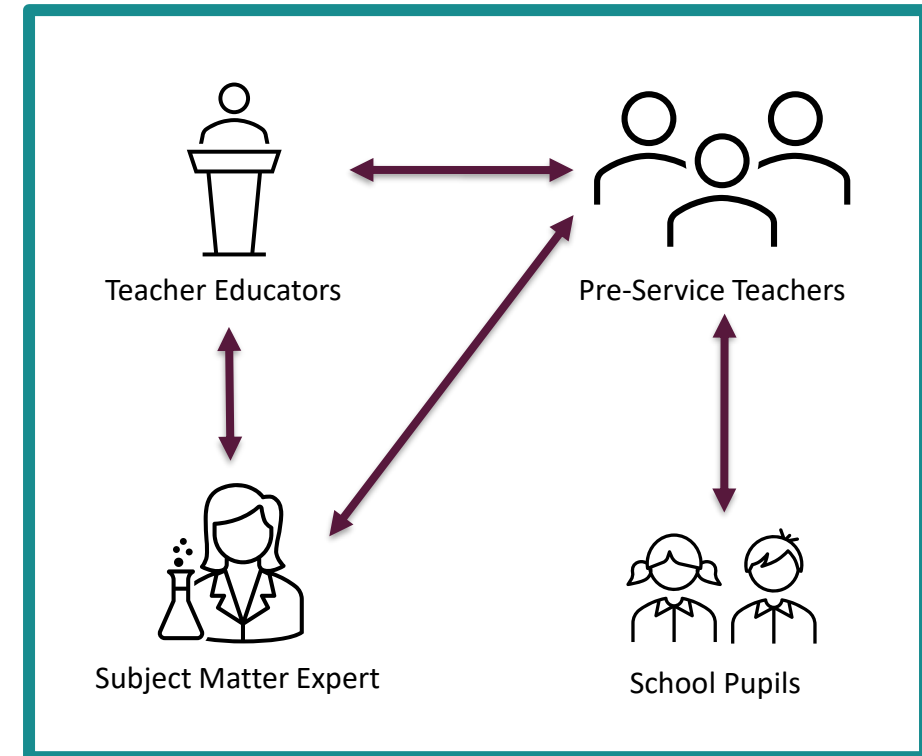 Teacher Educators
Pre-Service Teachers
Subject Matter Expert
School Pupils